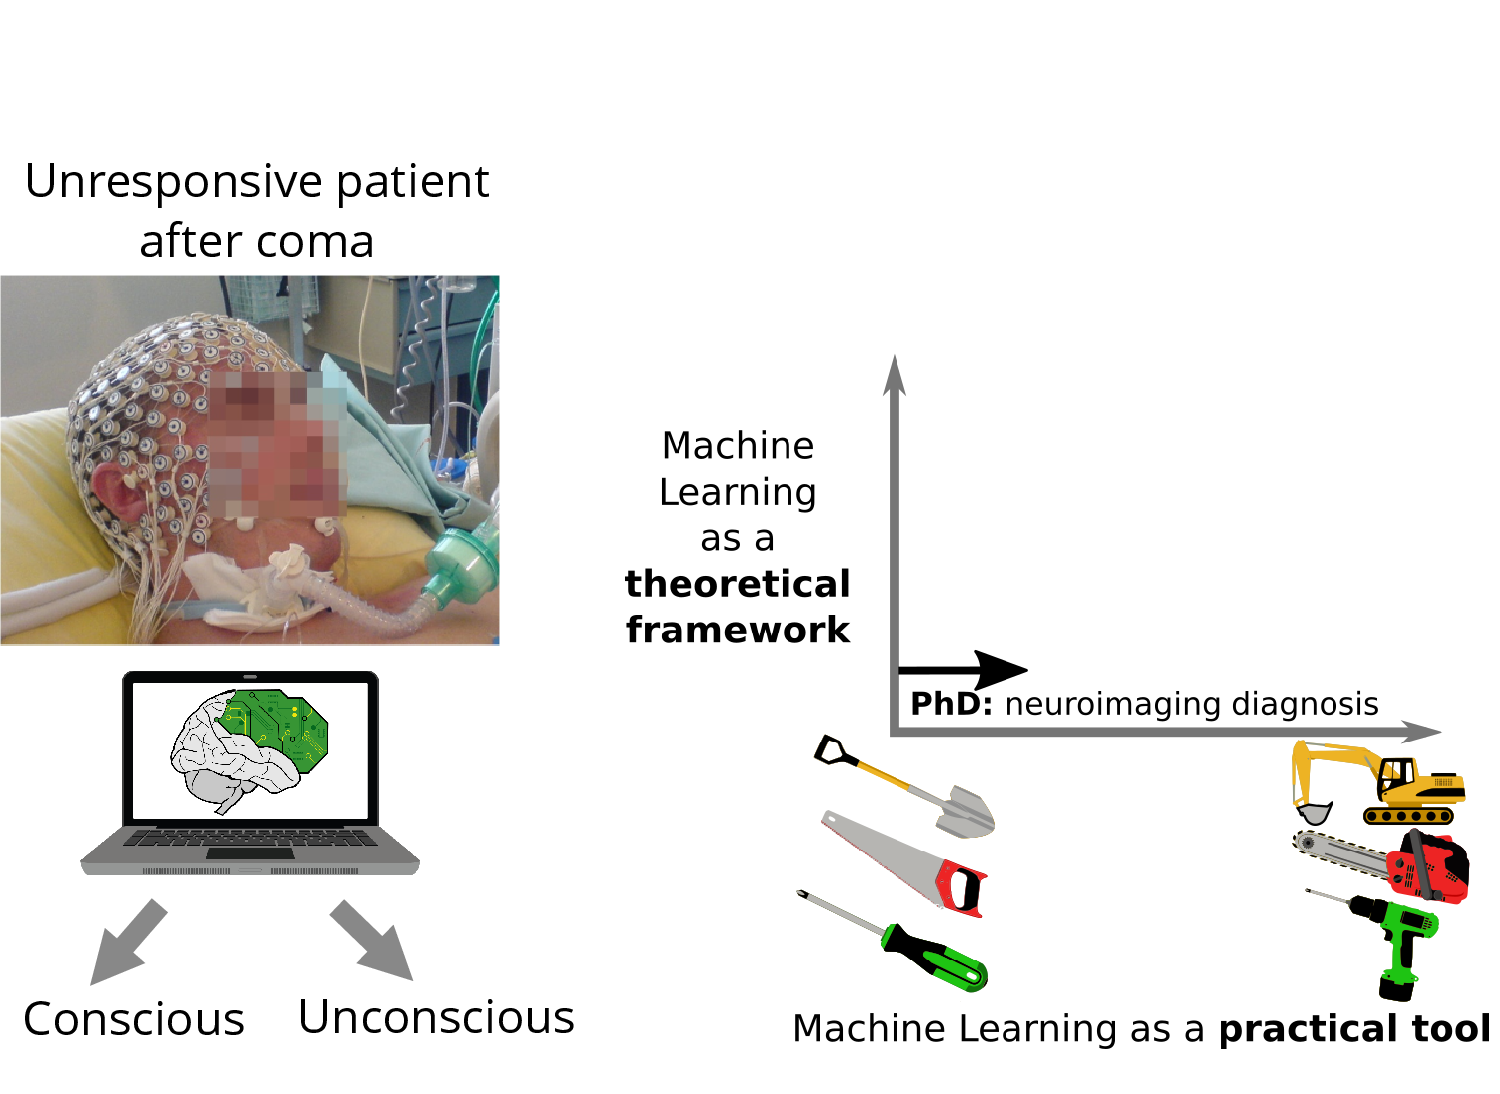 Unresponsive patient
after coma
Conscious
Unconscious
Machine
Learning
as a
theoretical
framework
PhD: neuroimaging diagnosis
Machine Learning as a practical tool